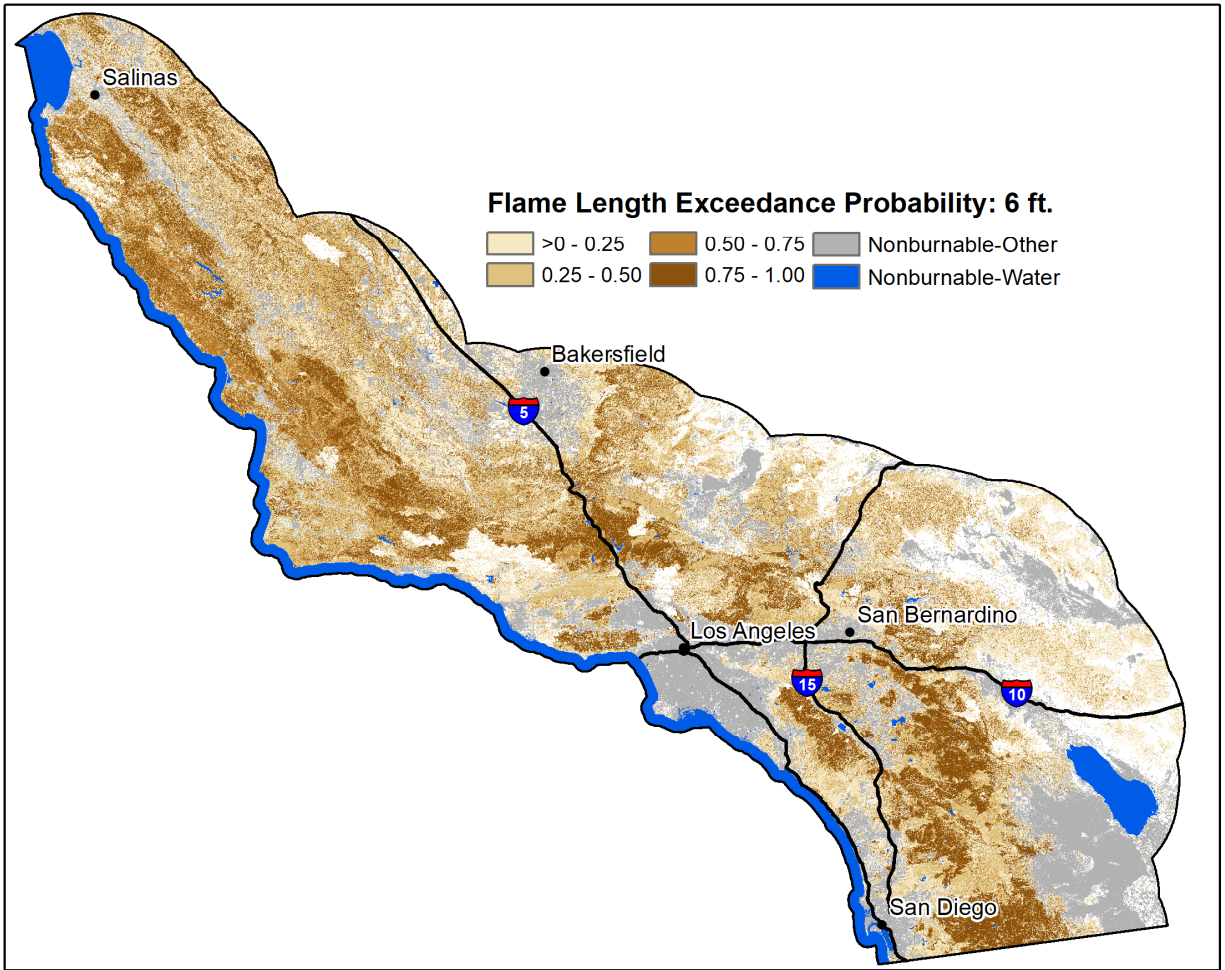 Salinas
Flame Length Exceedance Probability: 6 ft.
>0 - 0.25 0.50 - 0.75 Nonburnable-Other
0.25 - 0.50 0.75 - 1.00 Nonburnable-Water
Bakersfield
5
San Bernardino
Los Angeles
15
10
San Diego